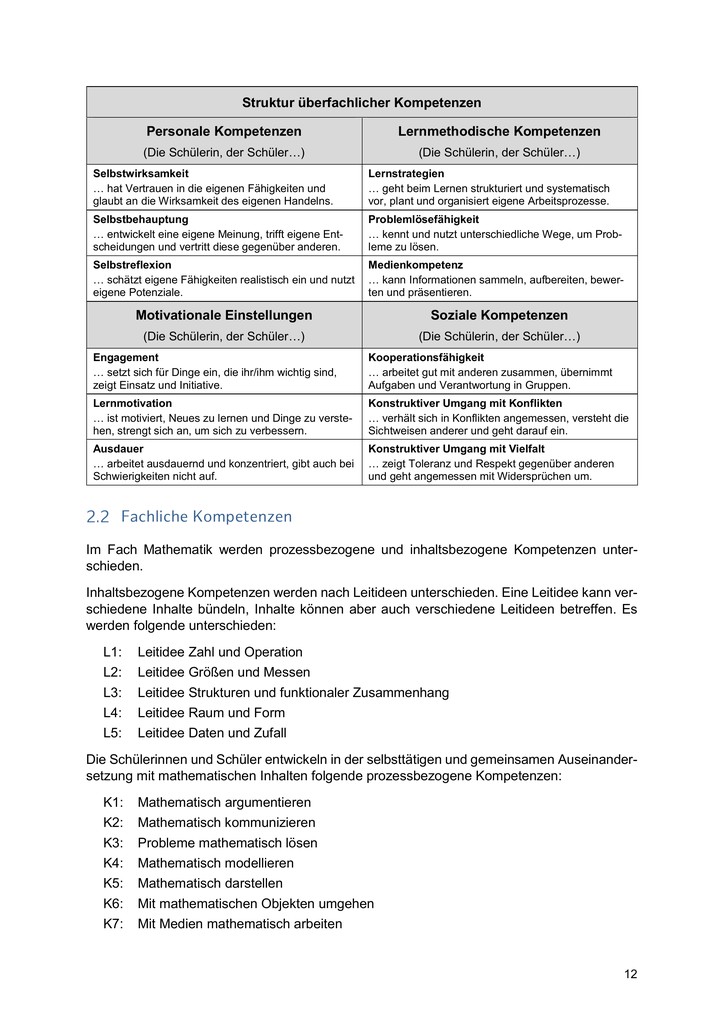 Struktur überfachlicher Kompetenzen
Personale Kompetenzen
(Die Schülerin, der Schüler…)
Lernmethodische Kompetenzen
(Die Schülerin, der Schüler…)
Selbstwirksamkeit
… hat Vertrauen in die eigenen Fähigkeiten und
glaubt an die Wirksamkeit des eigenen Handelns.
Lernstrategien
… geht beim Lernen strukturiert und systematisch
vor, plant und organisiert eigene Arbeitsprozesse.
Selbstbehauptung
… entwickelt eine eigene Meinung, trifft eigene Ent-
scheidungen und vertritt diese gegenüber anderen.
Problemlösefähigkeit
… kennt und nutzt unterschiedliche Wege, um Prob-
leme zu lösen.
Selbstreflexion
… schätzt eigene Fähigkeiten realistisch ein und nutzt
eigene Potenziale.
Medienkompetenz
… kann Informationen sammeln, aufbereiten, bewer-
ten und präsentieren.
Motivationale Einstellungen
(Die Schülerin, der Schüler…)
Soziale Kompetenzen
(Die Schülerin, der Schüler…)
Engagement
… setzt sich für Dinge ein, die ihr/ihm wichtig sind,
zeigt Einsatz und Initiative.
Kooperationsfähigkeit
… arbeitet gut mit anderen zusammen, übernimmt
Aufgaben und Verantwortung in Gruppen.
Lernmotivation
… ist motiviert, Neues zu lernen und Dinge zu verste-
hen, strengt sich an, um sich zu verbessern.
Konstruktiver Umgang mit Konflikten
… verhält sich in Konflikten angemessen, versteht die
Sichtweisen anderer und geht darauf ein.
Ausdauer
… arbeitet ausdauernd und konzentriert, gibt auch bei
Schwierigkeiten nicht auf.
Konstruktiver Umgang mit Vielfalt
… zeigt Toleranz und Respekt gegenüber anderen
und geht angemessen mit Widersprüchen um.
2.2 Fachliche Kompetenzen
Im Fach Mathematik werden prozessbezogene und inhaltsbezogene Kompetenzen unter-
schieden.
Inhaltsbezogene Kompetenzen werden nach Leitideen unterschieden. Eine Leitidee kann ver-
schiedene Inhalte bündeln, Inhalte können aber auch verschiedene Leitideen betreffen. Es
werden folgende unterschieden:
L1: Leitidee Zahl und Operation
L2: Leitidee Größen und Messen
L3: Leitidee Strukturen und funktionaler Zusammenhang
L4: Leitidee Raum und Form
L5: Leitidee Daten und Zufall
Die Schülerinnen und Schüler entwickeln in der selbsttätigen und gemeinsamen Auseinander-
setzung mit mathematischen Inhalten folgende prozessbezogene Kompetenzen:
K1: Mathematisch argumentieren
K2: Mathematisch kommunizieren
K3: Probleme mathematisch lösen
K4: Mathematisch modellieren
K5: Mathematisch darstellen
K6: Mit mathematischen Objekten umgehen
K7: Mit Medien mathematisch arbeiten
12